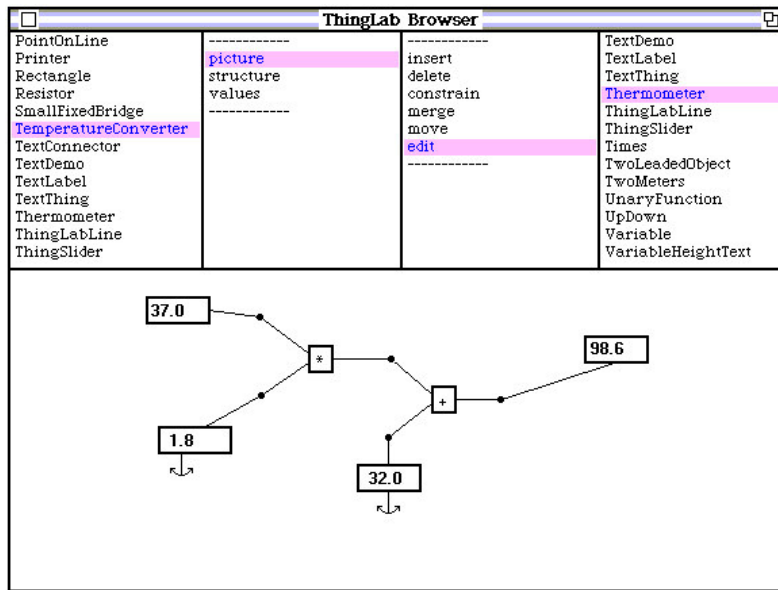 ThingLab Browser
PointOnLine
Printer
Rectangle
Resistor
SmallFixedBridge
TemperatureConverter
TextConnector
TextDemo
TextLabel
TextThing
Thermometer
ThingLabLine
ThingSlider
------------
picture
structure
values
------------
------------
insert
delete
constrain
merge
move
edit
------------
TextDemo
TextLabel
TextThing
Thermometer
ThingLabLine
ThingSlider
Times
TwoLeadedObject
TwoMeters
UnaryFunction
UpDown
Variable
VariableHeightText
37.0
*
98.6
+
1.8
32.0